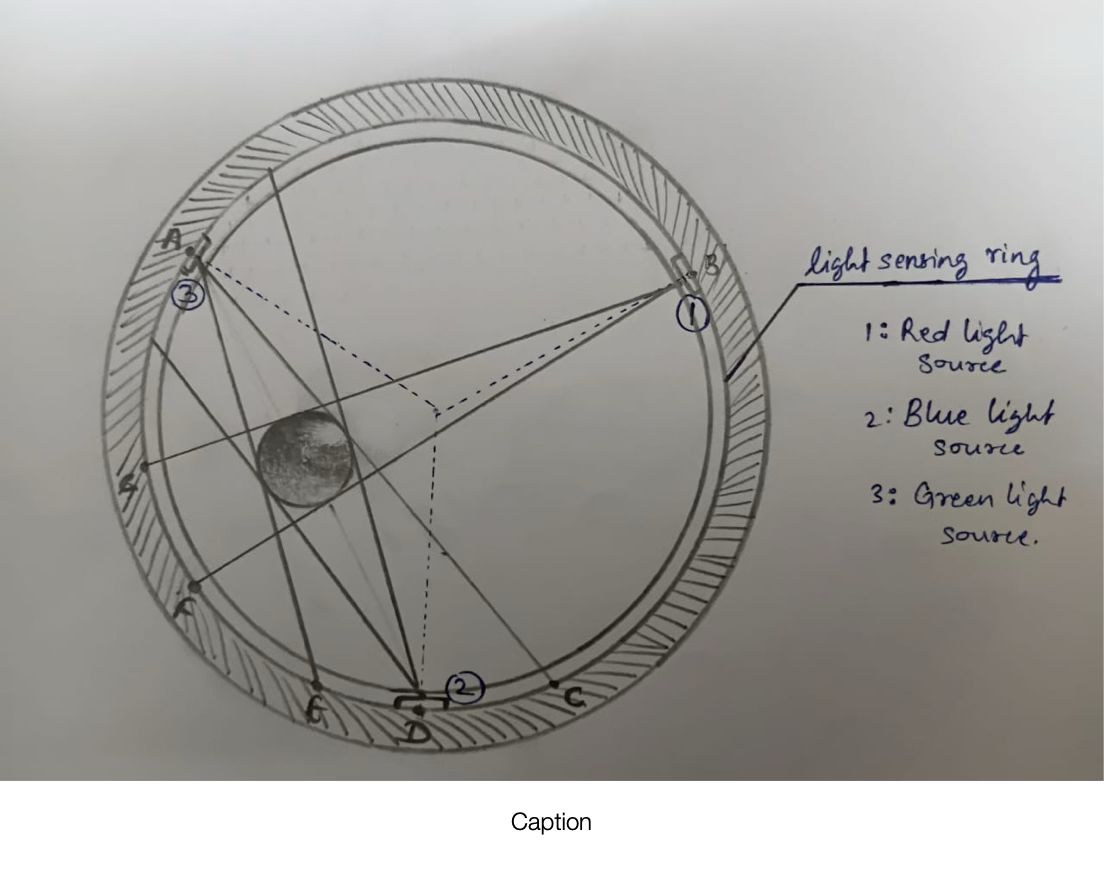 A
B
3
1
light sensing ring
1: Red light
source
2: Blue light
source
3: Green light
source.
G
F
E
2
D
C
Caption